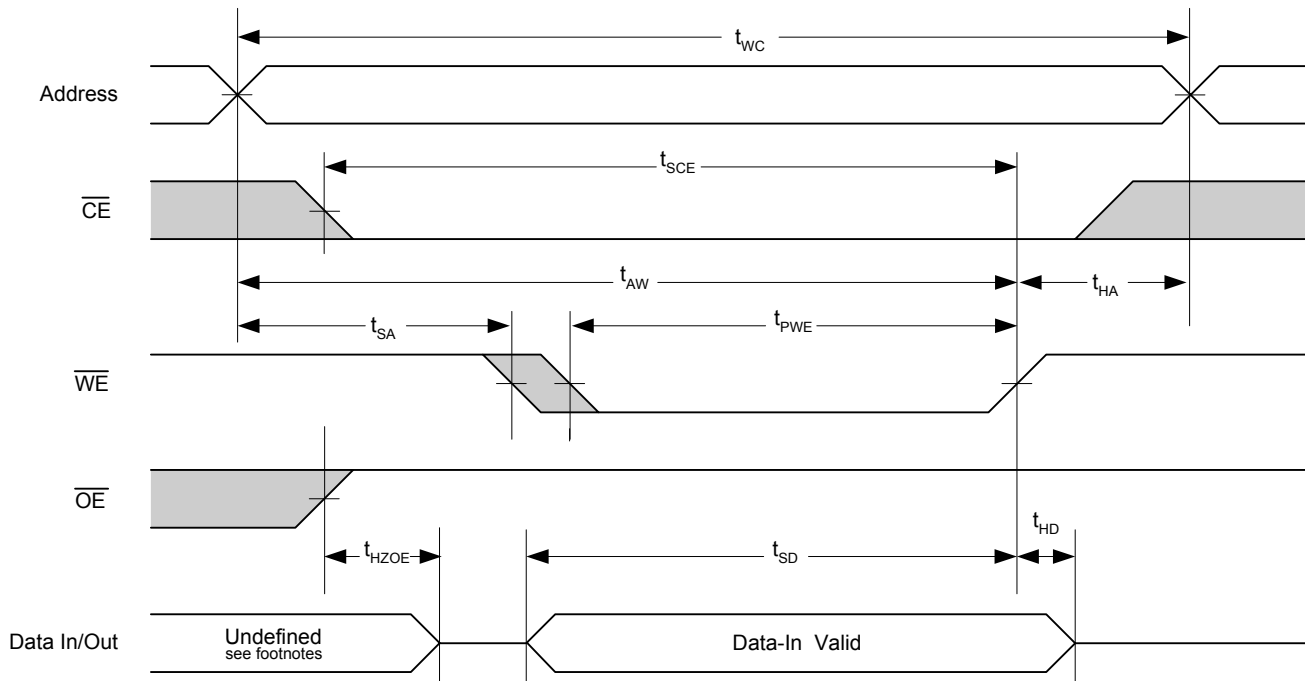 tWC
Address
tSCE
CE
tAW
tHA
tSA
tPWE
WE
OE
tHD
tHZOE
tSD
Data In/Out
Undefined
see footnotes
Data-In Valid